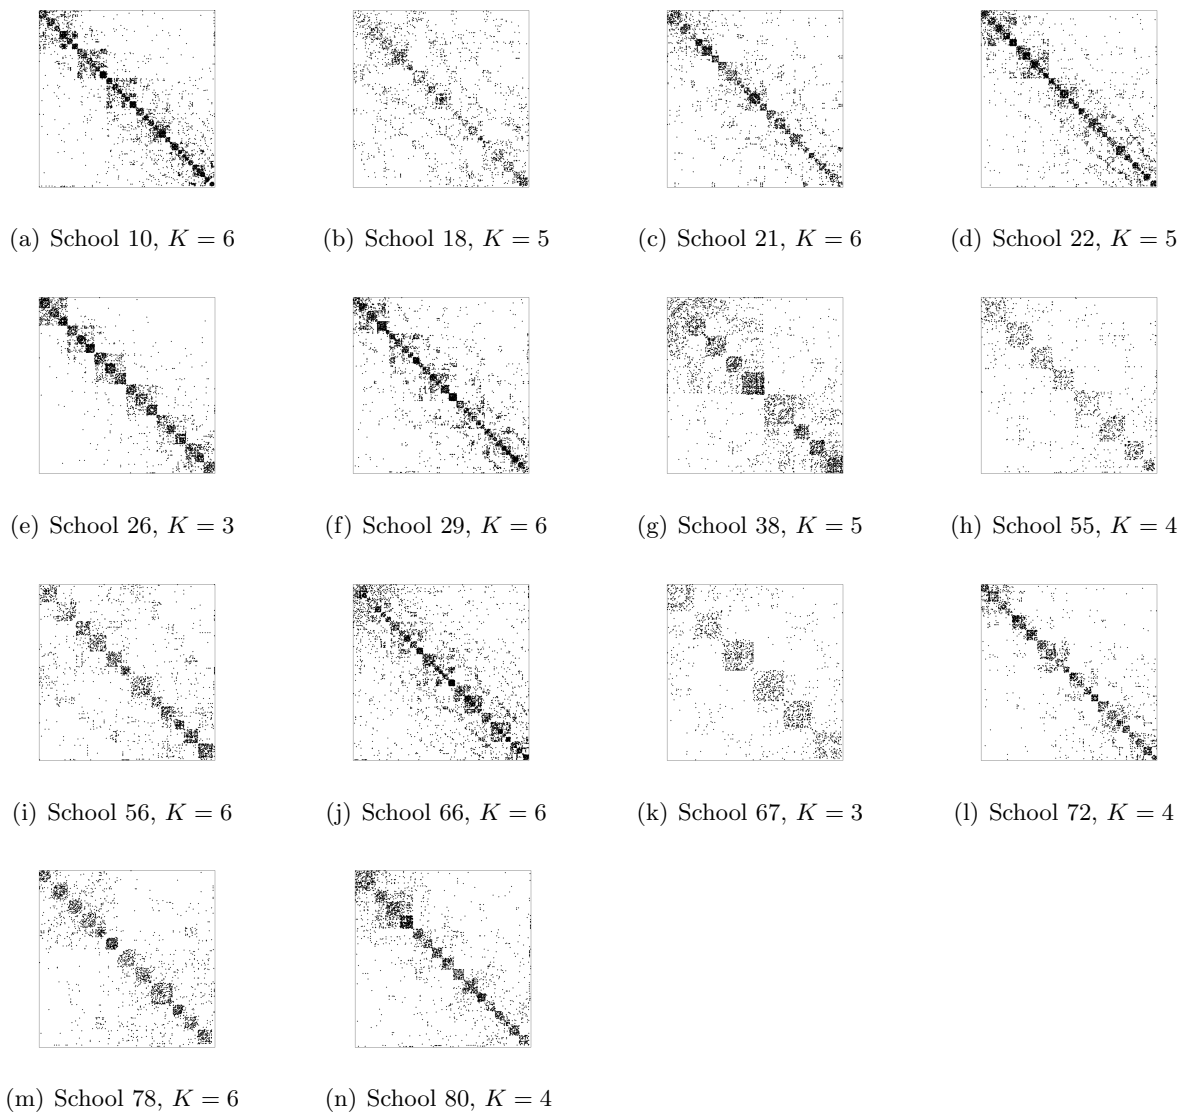 (a) School 10, K = 6
(b) School 18, K = 5
(c) School 21, K = 6
(d) School 22, K = 5
(e) School 26, K = 3
(f) School 29, K = 6
(g) School 38, K = 5
(h) School 55, K = 4
(i) School 56, K = 6
(j) School 66, K = 6
(k) School 67, K = 3
(l) School 72, K = 4
(m) School 78, K = 6
(n) School 80, K = 4